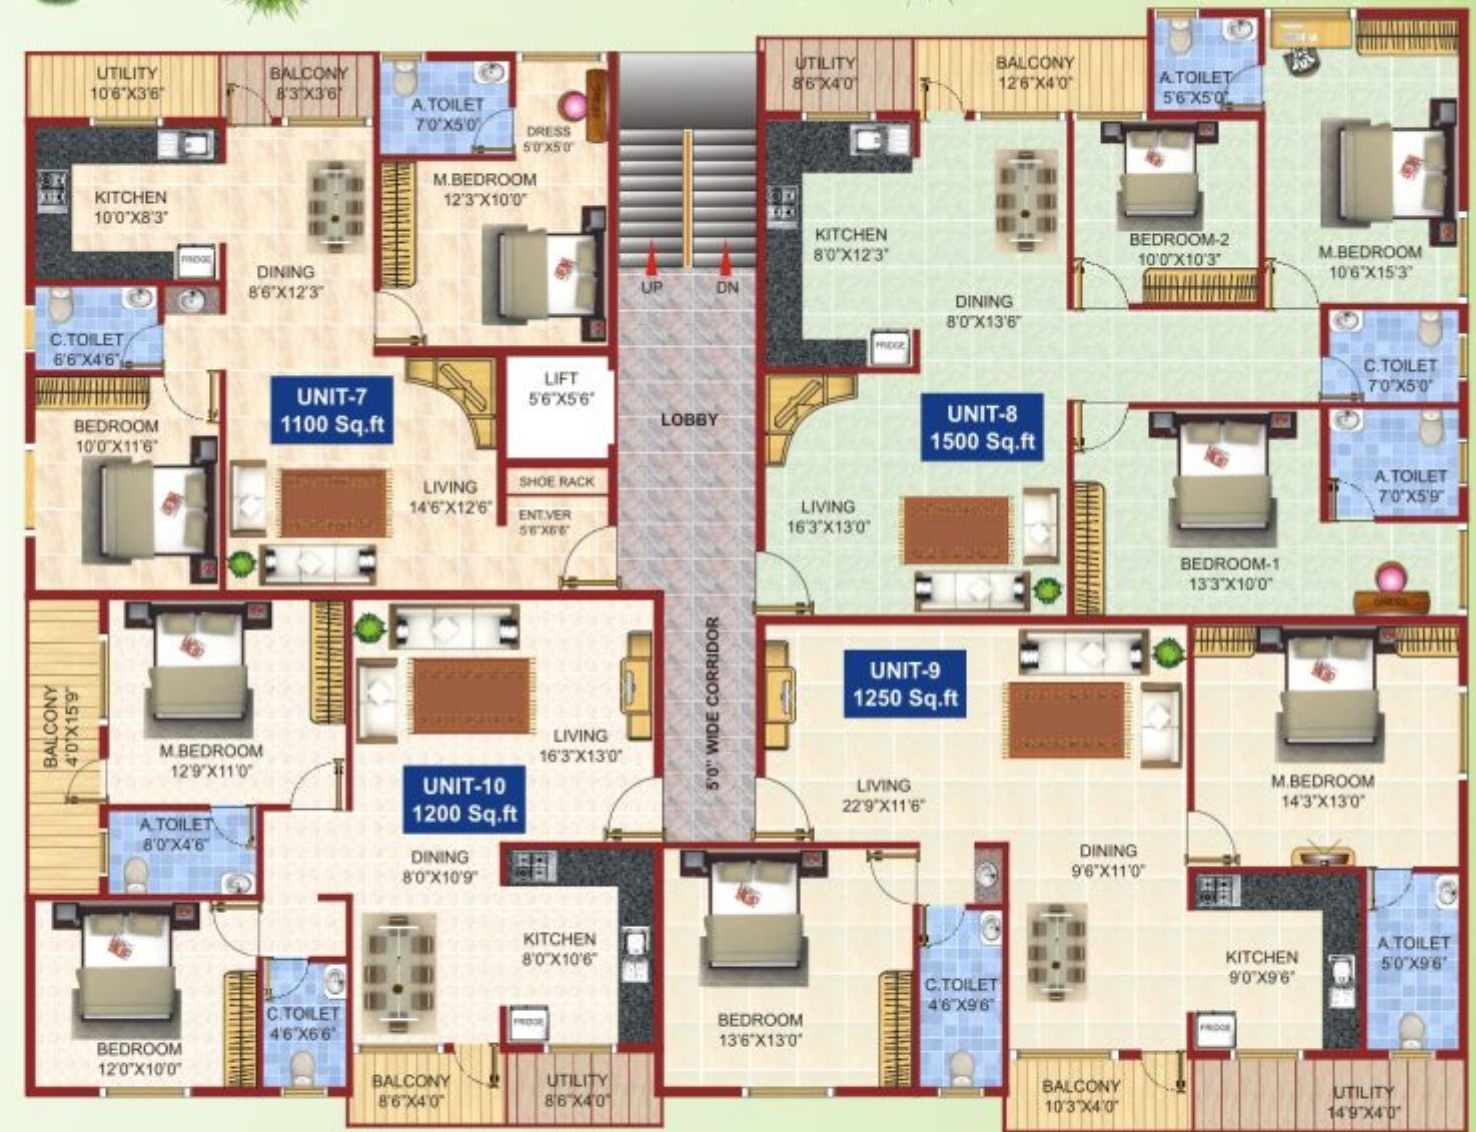 UTILITY
10'6"X3'6"
BALCONY
8'3"X3'6"
A.TOILET
7'0"X5'0"
DRESS
5'0"X5'0"
KITCHEN
10'0"X8'3"
FRIDGE
DINING
8'6"X12'3"
M.BEDROOM
12'3"X10'0"
C.TOILET
6'6"X4'6"
BEDROOM
10'0"X11'6"
UNIT-7
1100 Sq.ft
LIVING
14'6"X12'6"
LIFT
5'6"X5'6"
SHOE RACK
ENT.VER
5'6"X6'6"
UP
DN
LOBBY
5'0" WIDE CORRIDOR
UTILITY
8'6"X4'0"
BALCONY
12'6"X4'0"
A.TOILET
5'6"X5'0"
KITCHEN
8'0"X12'3"
FRIDGE
DINING
8'0"X13'6"
BEDROOM-2
10'0"X10'3"
M.BEDROOM
10'6"X15'3"
C.TOILET
7'0"X5'0"
UNIT-8
1500 Sq.ft
LIVING
16'3"X13'0"
A.TOILET
7'0"X5'9"
BEDROOM-1
13'3"X10'0"
DRESS
BALCONY
4'0"X15'9"
M.BEDROOM
12'9"X11'0"
LIVING
16'3"X13'0"
UNIT-10
1200 Sq.ft
A.TOILET
8'0"X4'6"
DINING
8'0"X10'9"
KITCHEN
8'0"X10'6"
FRIDGE
BEDROOM
12'0"X10'0"
C.TOILET
4'6"X6'6"
BALCONY
8'6"X4'0"
UTILITY
8'6"X4'0"
UNIT-9
1250 Sq.ft
LIVING
22'9"X11'6"
M.BEDROOM
14'3"X13'0"
DINING
9'6"X11'0"
BEDROOM
13'6"X13'0"
C.TOILET
4'6"X9'6"
KITCHEN
9'0"X9'6"
FRIDGE
A.TOILET
5'0"X9'6"
BALCONY
10'3"X4'0"
UTILITY
14'9"X4'0"